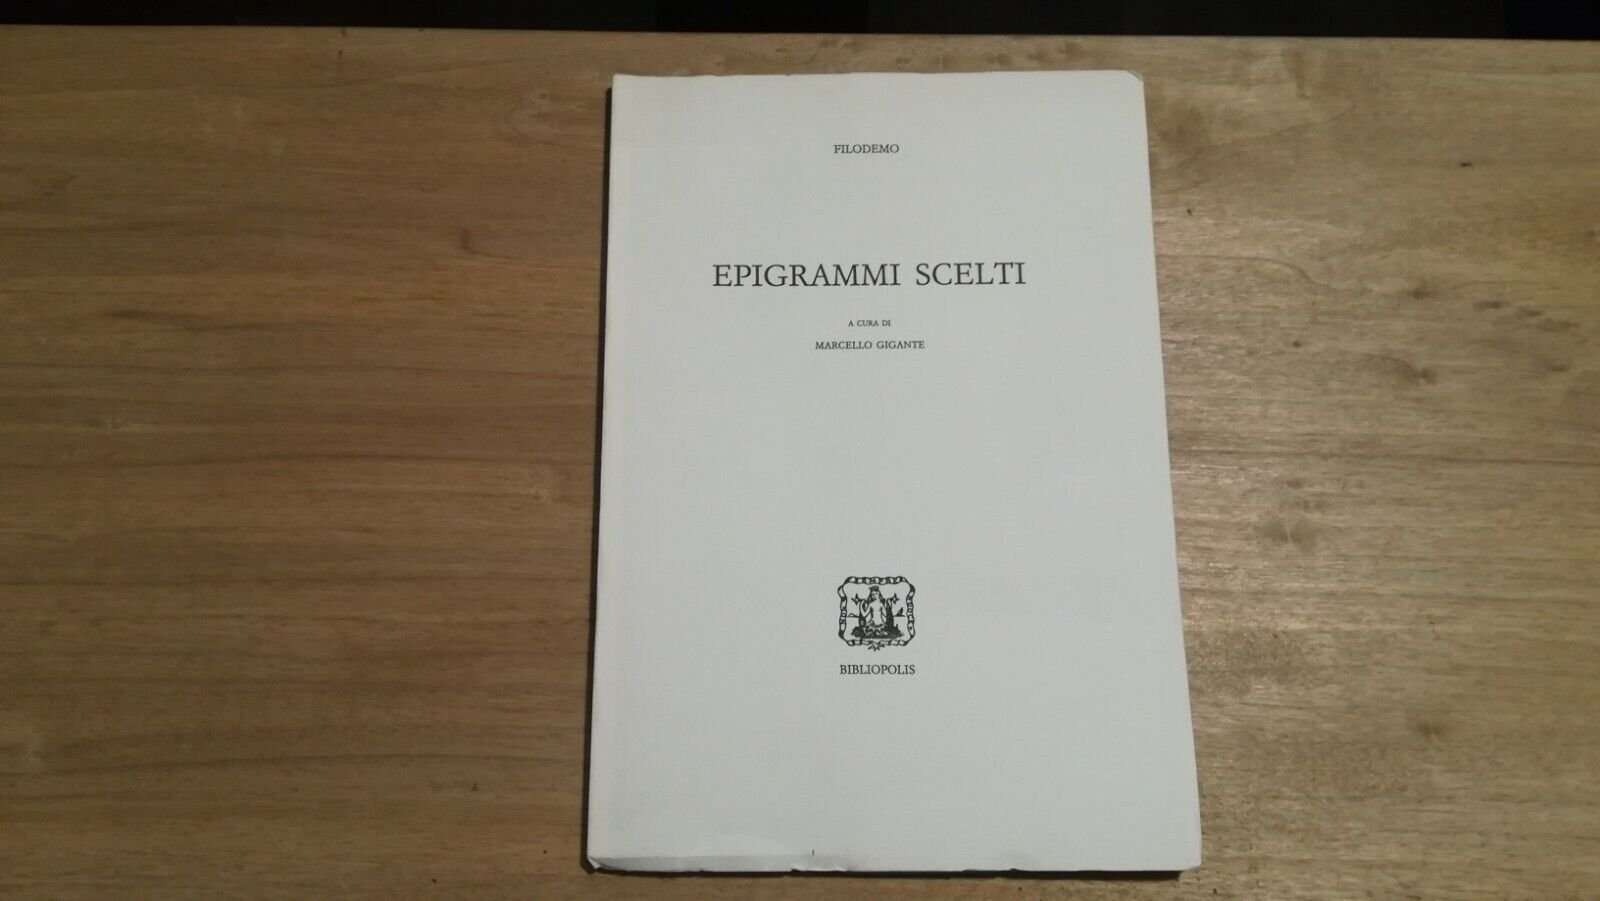 FILODEMO
EPIGRAMMI SCELTI
A CURA DI
MARCELLO GIGANTE
BIBLIOPOLIS